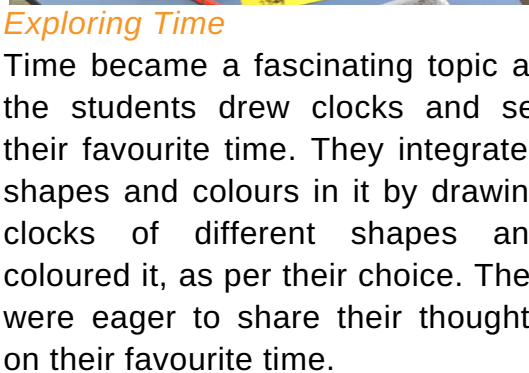 Exploring Time
Time became a fascinating topic a
the students drew clocks and se
their favourite time. They integrate
shapes and colours in it by drawin
clocks of different shapes an
coloured it, as per their choice. The
were eager to share their thought
on their favourite time.